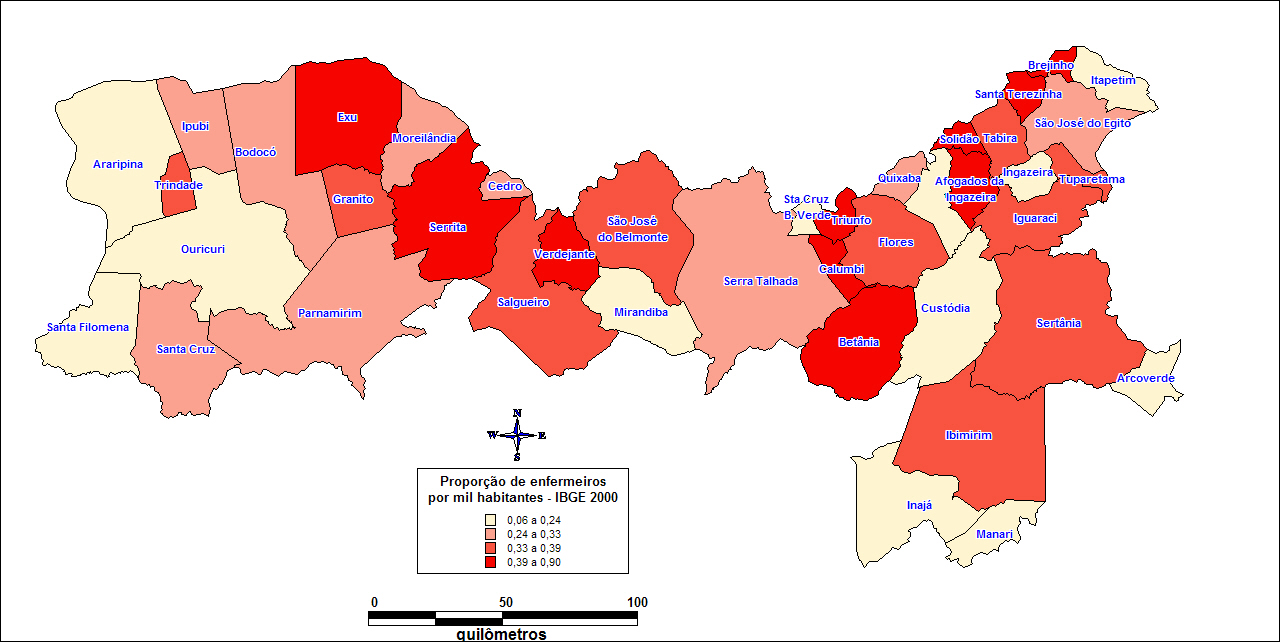 Brejinho
Itapetim
Santa Terezinha
Exu
São José do Egito
Ipubi
Moreilândia
Solidão
Tabira
Bodocó
Araripina
Ingazeira
Quixaba
Tuparetama
Afogados da
Ingazeira
Trindade
Cedro
Granito
Sta.Cruz
B. Verde
Triunfo
Iguaraci
São José
do Belmonte
Serrita
Flores
Ouricuri
Verdejante
Calumbi
Serra Talhada
Salgueiro
Custódia
Mirandiba
Parnamirim
Sertânia
Santa Filomena
Betânia
Santa Cruz
Arcoverde
N
W
E
S
Ibimirim
Proporção de enfermeiros
por mil habitantes - IBGE 2000
0,06 a 0,24
0,24 a 0,33
0,33 a 0,39
0,39 a 0,90
Inajá
Manari
0 50 100
quilômetros